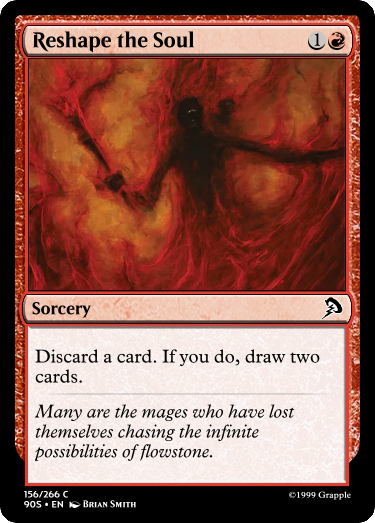 Reshape the Soul 1
Sorcery
Discard a card. If you do, draw two
cards.
Many are the mages who have lost
themselves chasing the infinite
possibilities of flowstone.
156/266 C
90S • EN Brian Smith
©1999 Grapple